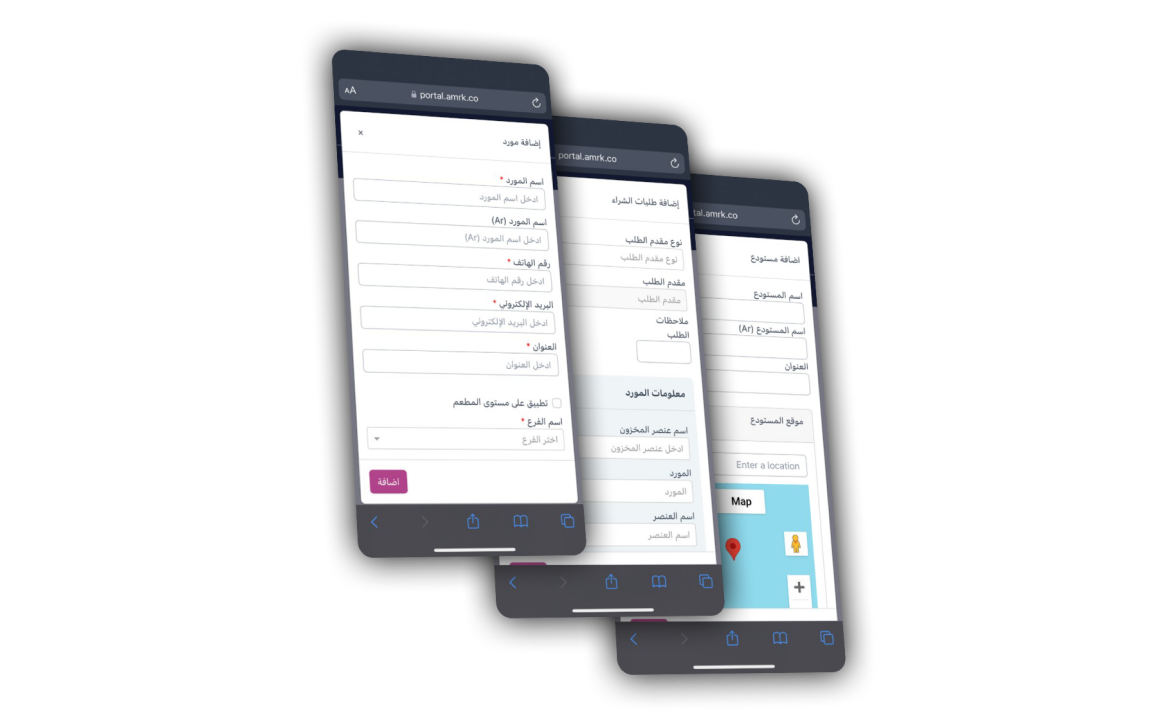 AA
portal.amrk.co
إضافة مورد
×
اسم المورد *
ادخل اسم المورد
اسم المورد (Ar)
ادخل اسم المورد (Ar)
رقم الهاتف *
ادخل رقم الهاتف
البريد الإلكتروني *
ادخل البريد الإلكتروني
العنوان *
ادخل العنوان
تطبيق على مستوى المطعم
اسم الفرع *
اختر الفرع
اضافة
portal.amrk.co
إضافة طلبات الشراء
نوع مقدم الطلب
نوع مقدم الطلب
مقدم الطلب
مقدم الطلب
ملاحظات
الطلب
معلومات المورد
اسم عنصر المخزون
ادخل عنصر المخزون
المورد
المورد
اسم العنصر
اسم العنصر
tal.amrk.co
اضافة مستودع
اسم المستودع
اسم المستودع (Ar)
العنوان
موقع المستودع
Enter a location
Map
+